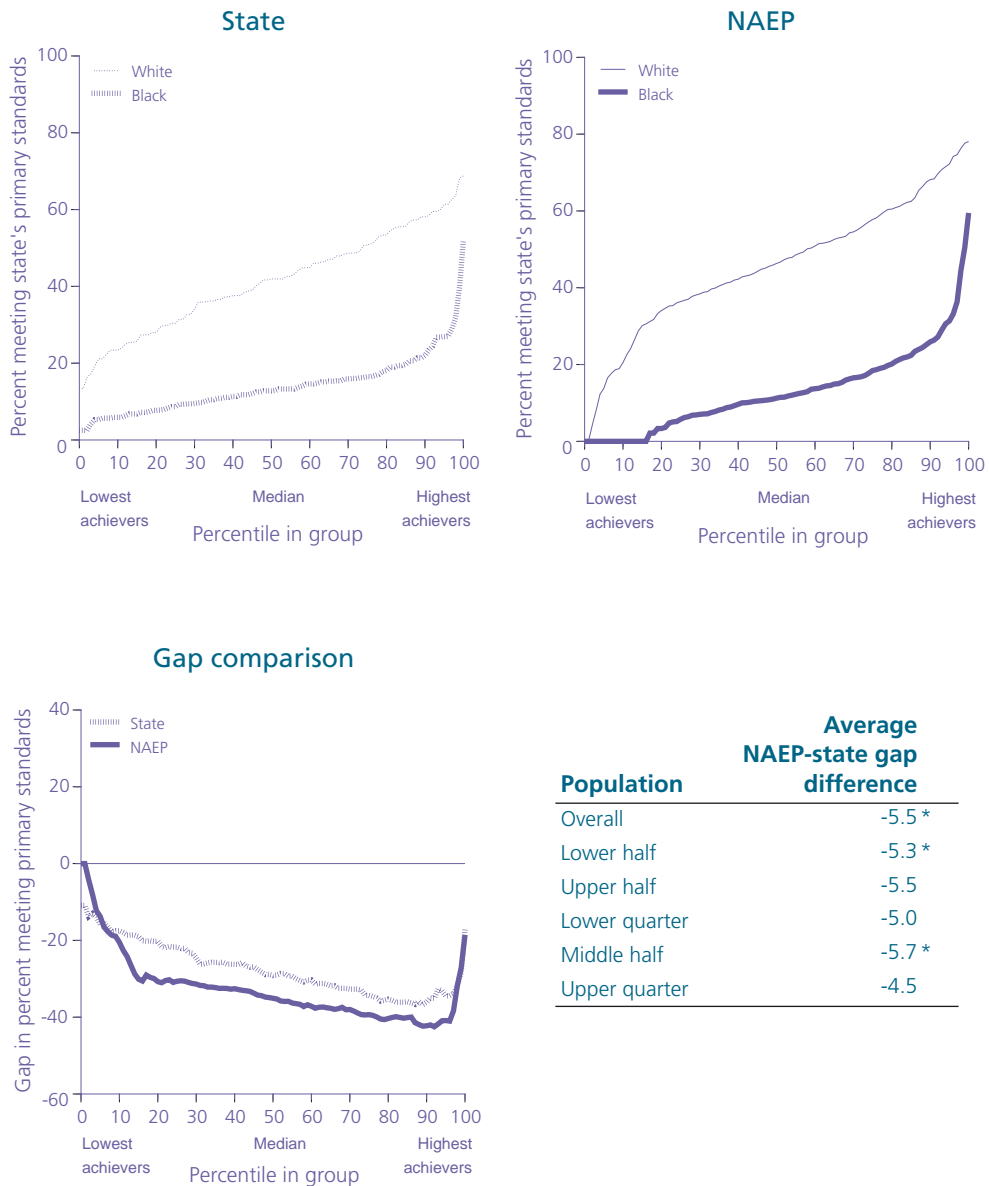 State
Percent meeting state's primary standards
100
80
60
40
20
0
White
Black
0 10 20 30 40 50 60 70 80 90 100
Lowest achievers
Median
Highest achievers
Percentile in group
NAEP
Percent meeting state's primary standards
100
80
60
40
20
0
White
Black
0 10 20 30 40 50 60 70 80 90 100
Lowest achievers
Median
Highest achievers
Percentile in group
Gap comparison
Gap in percent meeting primary standards
40
20
0
-20
-40
-60
State
NAEP
0 10 20 30 40 50 60 70 80 90 100
Lowest achievers
Median
Highest achievers
Percentile in group
Average
NAEP-state gap
Population difference
Overall -5.5 *
Lower half -5.3 *
Upper half -5.5
Lower quarter -5.0
Middle half -5.7 *
Upper quarter -4.5